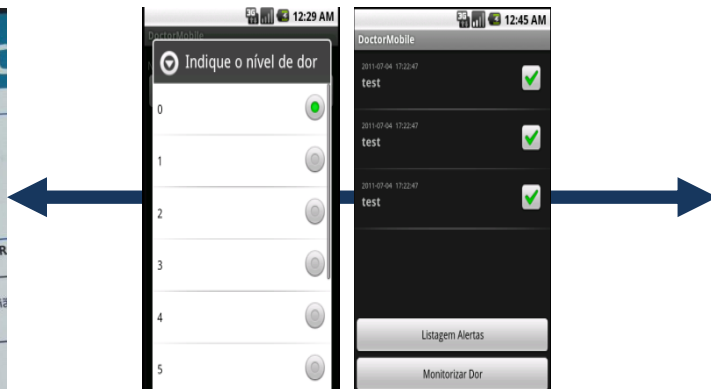 12:29 AM
DoctorMobile
Indique o nível de dor
0
1
2
3
4
5
12:45 AM
DoctorMobile
2011-07-04 17:22:47
test
2011-07-04 17:22:47
test
2011-07-04 17:22:47
test
Listagem Alertas
Monitorizar Dor